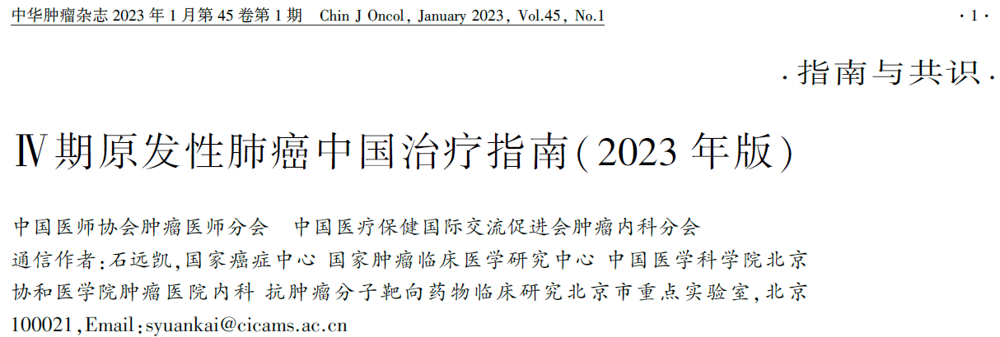 中华肿瘤杂志 2023 年 1 月第 45 卷第 1 期 Chin J Oncol, January 2023, Vol.45, No.1 ·1·
·指南与共识·
Ⅳ期原发性肺癌中国治疗指南(2023 年版)
中国医师协会肿瘤医师分会 中国医疗保健国际交流促进会肿瘤内科分会
通信作者:石远凯,国家癌症中心 国家肿瘤临床医学研究中心 中国医学科学院北京
协和医学院肿瘤医院内科 抗肿瘤分子靶向药物临床研究北京市重点实验室,北京
100021,Email:syuankai@cicams.ac.cn